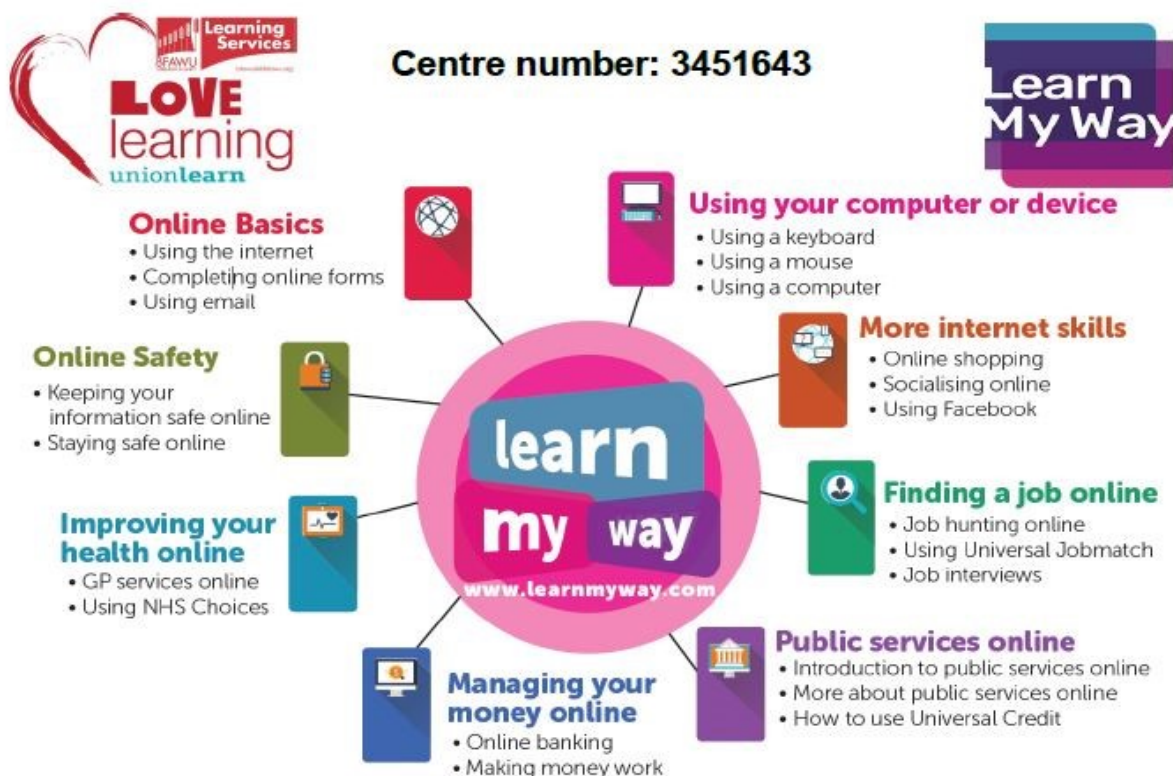 BFAWU
Learning
Services
LOVE
learning
unionlearn
Centre number: 3451643
Learn
My Way
Online Basics
• Using the internet
• Completing online forms
• Using email
Using your computer or device
• Using a keyboard
• Using a mouse
• Using a computer
Online Safety
• Keeping your
information safe online
• Staying safe online
More internet skills
• Online shopping
• Socialising online
• Using Facebook
learn
my way
www.learnmyway.com
Improving your
health online
• GP services online
• Using NHS Choices
Finding a job online
• Job hunting online
• Using Universal Jobmatch
• Job interviews
Managing your
money online
• Online banking
• Making money work
Public services online
• Introduction to public services online
• More about public services online
• How to use Universal Credit